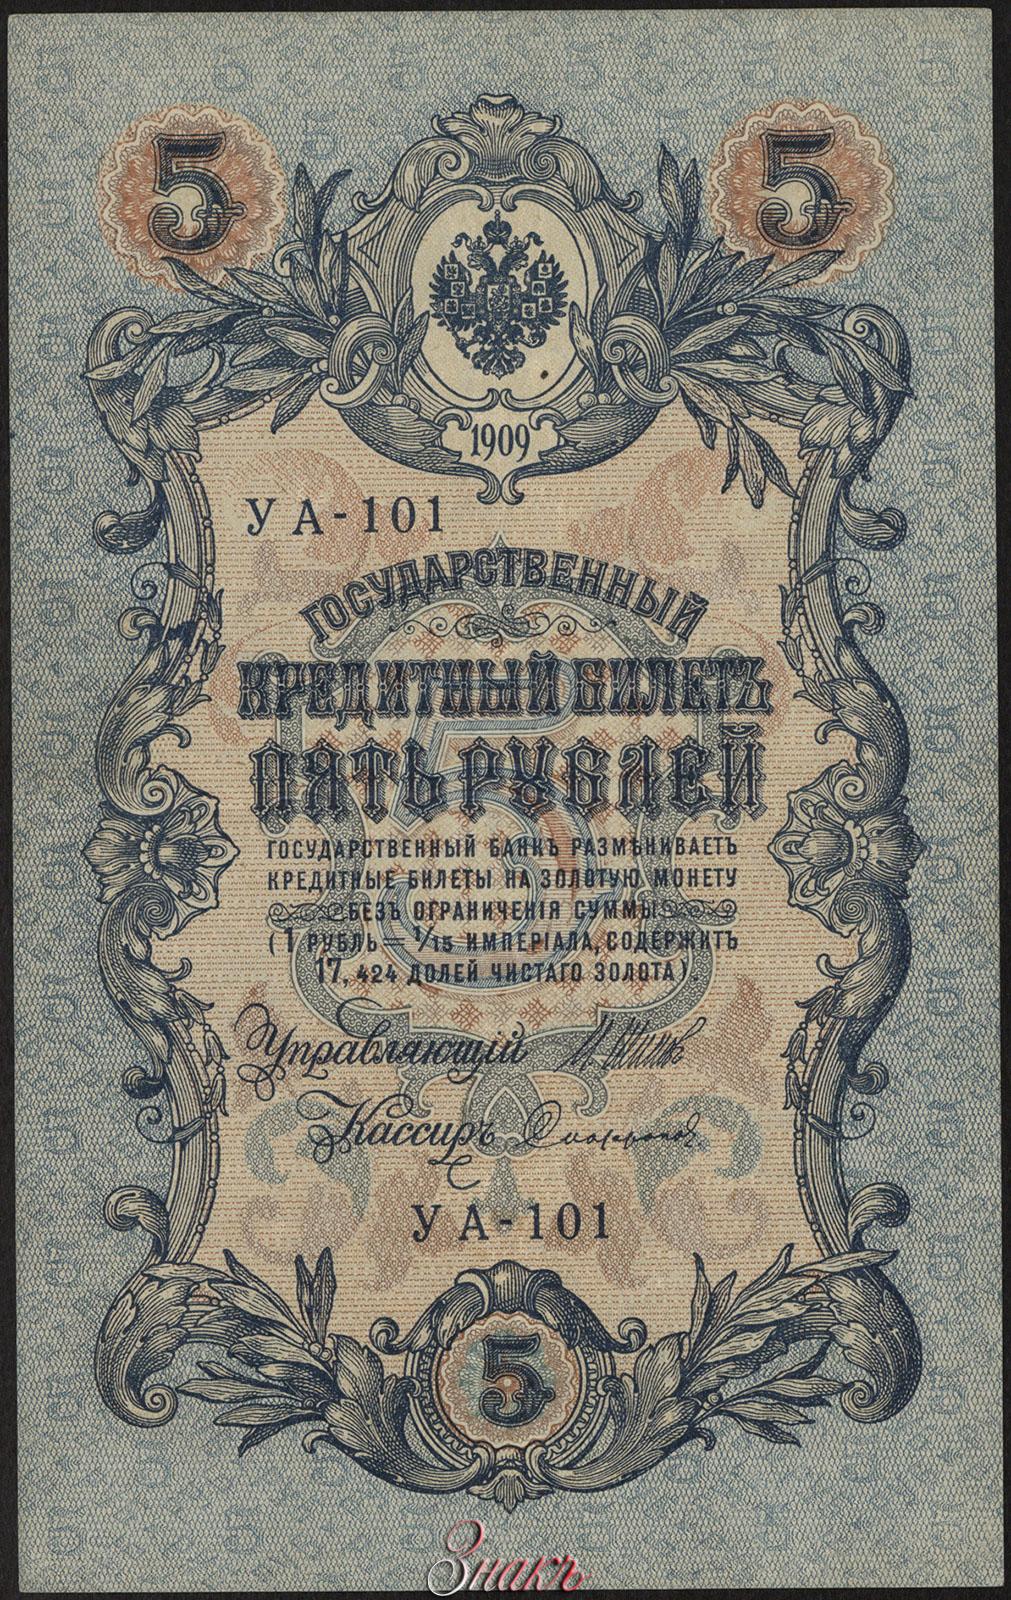 5 5
1909
УА-101
ГОСУДАРСТВЕННЫЙ
КРЕДИТНЫЙ БИЛЕТЪ
ПЯТЬ РУБЛЕЙ
ГОСУДАРСТВЕННЫЙ БАНКЪ РАЗМѢНИВАЕТЪ
КРЕДИТНЫЕ БИЛЕТЫ НА ЗОЛОТУЮ МОНЕТУ
БЕЗЪ ОГРАНИЧЕНІЯ СУММЫ
(1 РУБЛЬ = 1/15 ИМПЕРІАЛА, СОДЕРЖИТЪ
17,424 ДОЛЕЙ ЧИСТАГО ЗОЛОТА).
Управляющій
Кассиръ
УА-101
5
Знакъ